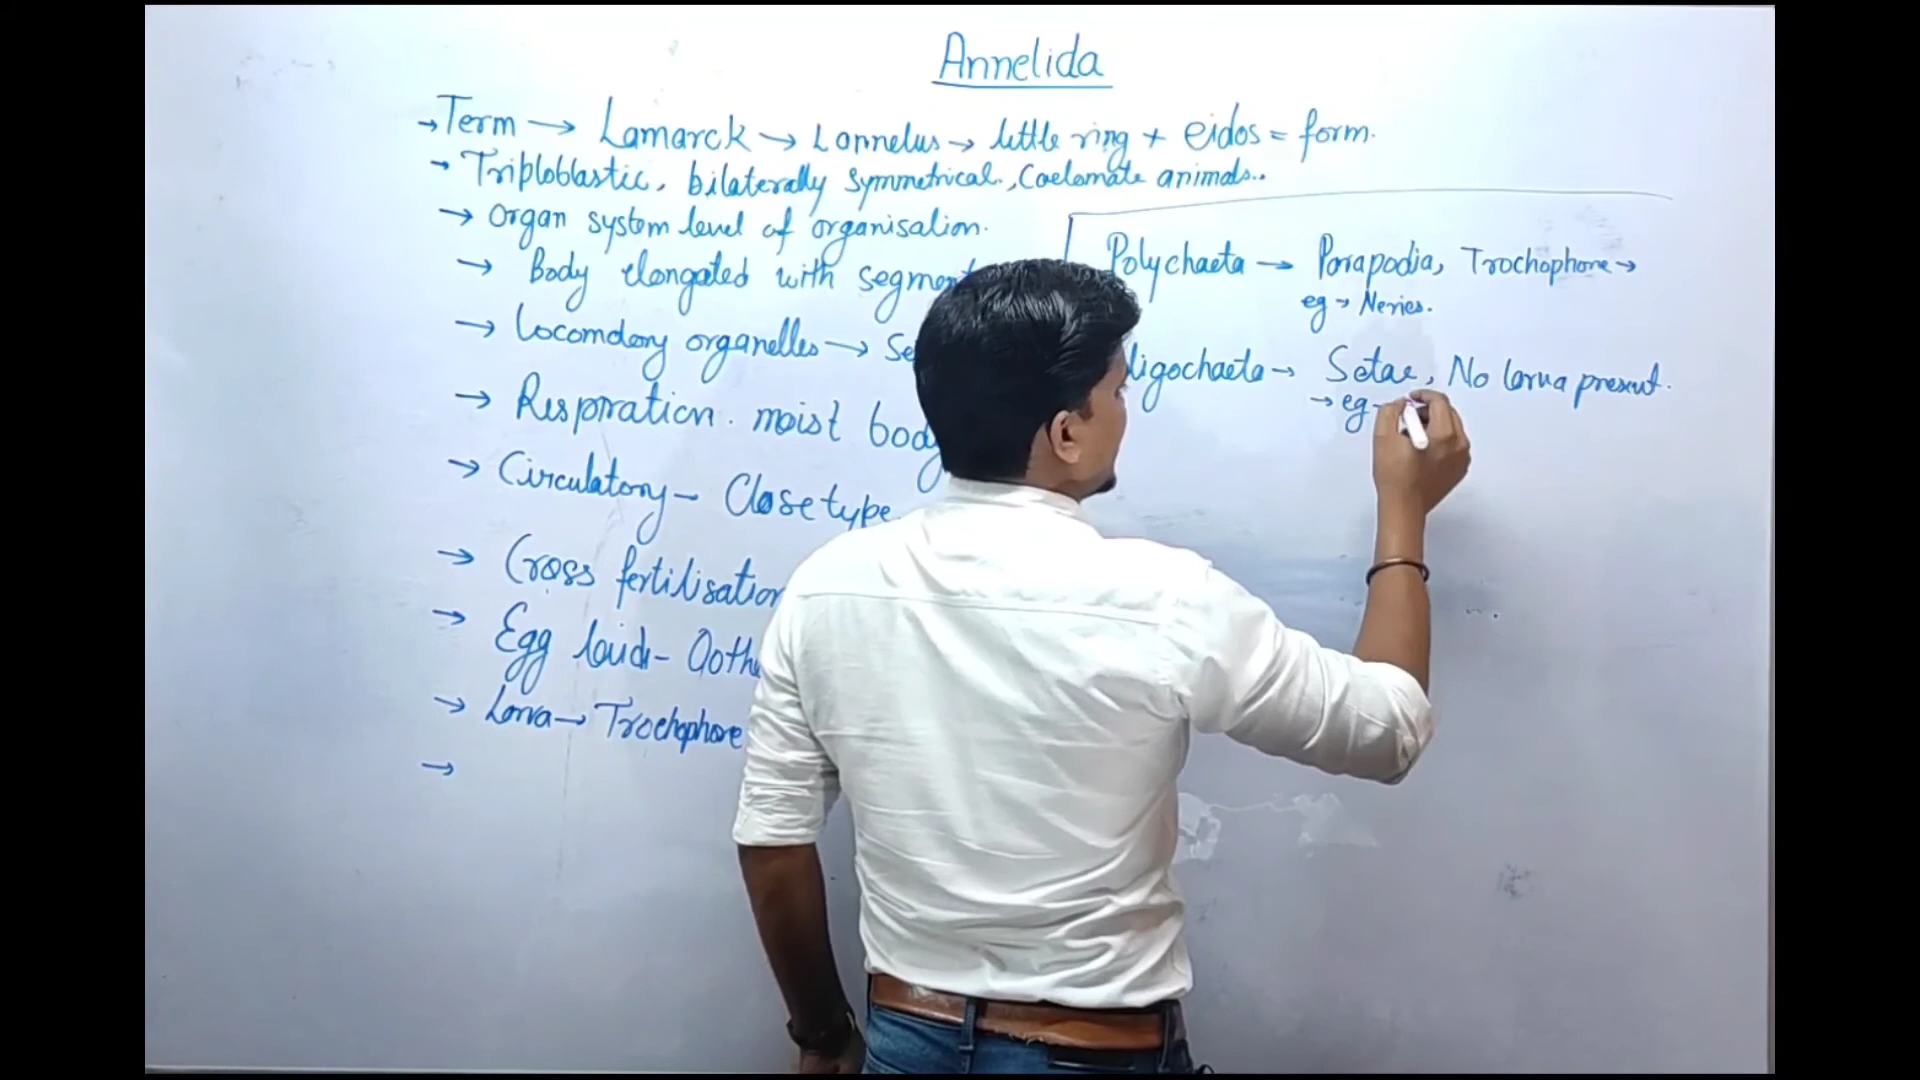 Annelida
→ Term → Lamarck → Lannelus → little ring + eidos = form.
→ Triploblastic, bilaterally symmetrical, Coelomate animals..
→ Organ system level of organisation.
→ Body elongated with segmen
→ Locomotory organelles → Se
→ Respiration. moist body
→ Circulatory - Close type
→ Cross fertilisation
→ Egg laid - Ooth
→ Larva → Trochophore
→
Polychaeta → Parapodia, Trochophore →
eg → Neries.
ligochaeta → Setae, No larva present.
→ eg -